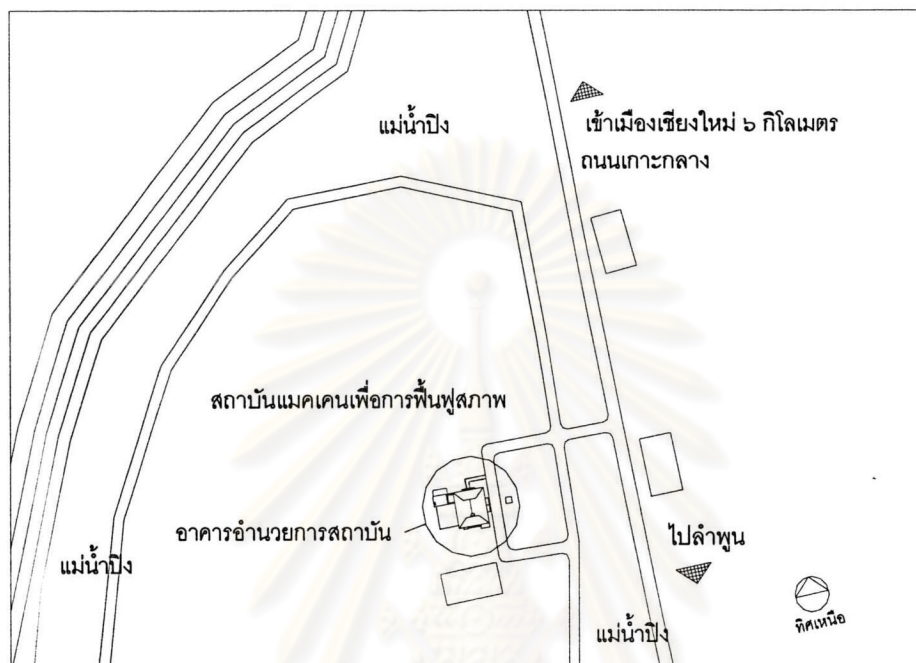 แม่น้ำปิง
เข้าเมืองเชียงใหม่ ๖ กิโลเมตร
ถนนเกาะกลาง
สถาบันแมคเคนเพื่อการฟื้นฟูสภาพ
อาคารอำนวยการสถาบัน
ไปลำพูน
แม่น้ำปิง
แม่น้ำปิง
ทิศเหนือ